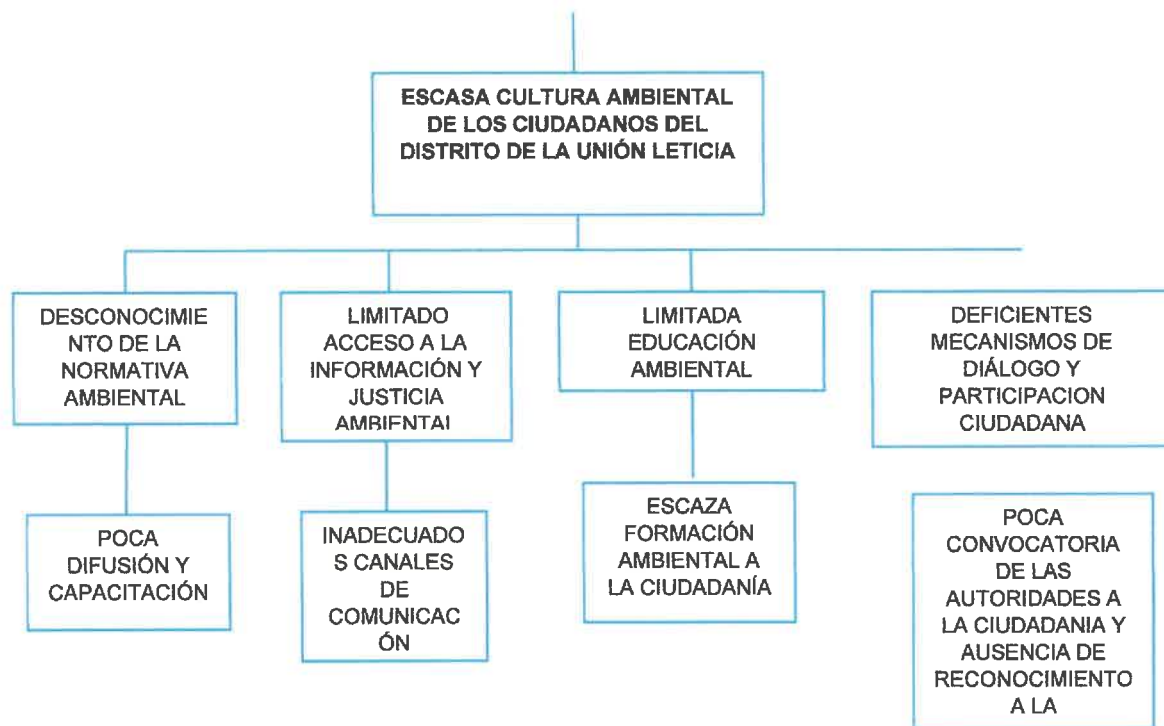 ESCASA CULTURA AMBIENTAL
DE LOS CIUDADANOS DEL
DISTRITO DE LA UNIÓN LETICIA
DESCONOCIMIE
NTO DE LA
NORMATIVA
AMBIENTAL
LIMITADO
ACCESO A LA
INFORMACIÓN Y
JUSTICIA
AMBIENTAL
LIMITADA
EDUCACIÓN
AMBIENTAL
DEFICIENTES
MECANISMOS DE
DIÁLOGO Y
PARTICIPACION
CIUDADANA
POCA
DIFUSIÓN Y
CAPACITACIÓN
INADECUADO
S CANALES
DE
COMUNICAC
ÓN
ESCAZA
FORMACIÓN
AMBIENTAL A
LA CIUDADANÍA
POCA
CONVOCATORIA
DE LAS
AUTORIDADES A
LA CIUDADANIA Y
AUSENCIA DE
RECONOCIMIENTO
A LA